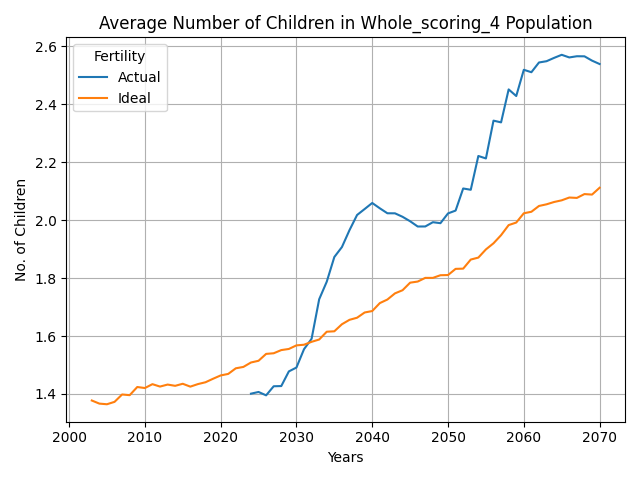 Average Number of Children in Whole_scoring_4 Population
Fertility
Actual
Ideal
No. of Children
2.6
2.4
2.2
2.0
1.8
1.6
1.4
2000 2010 2020 2030 2040 2050 2060 2070
Years